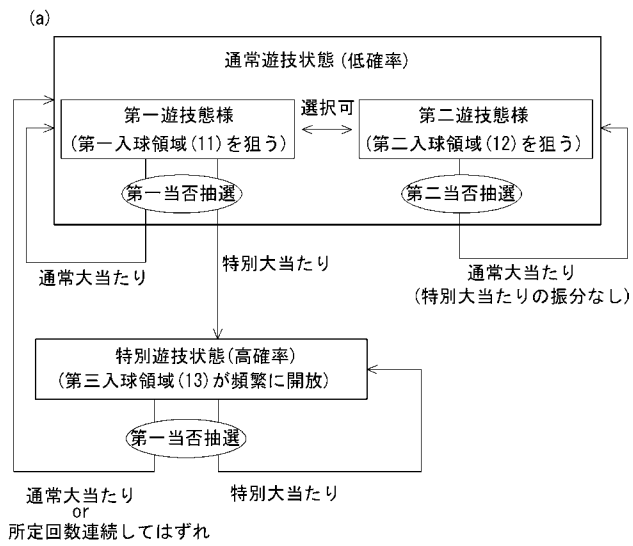 (a)
通常遊技状態(低確率)
第一遊技態様
(第一入球領域(11)を狙う)
選択可
第二遊技態様
(第二入球領域(12)を狙う)
第一当否抽選
第二当否抽選
通常大当たり
特別大当たり
通常大当たり
(特別大当たりの振分なし)
特別遊技状態(高確率)
(第三入球領域(13)が頻繁に開放)
第一当否抽選
通常大当たり
or
所定回数連続してはずれ
特別大当たり